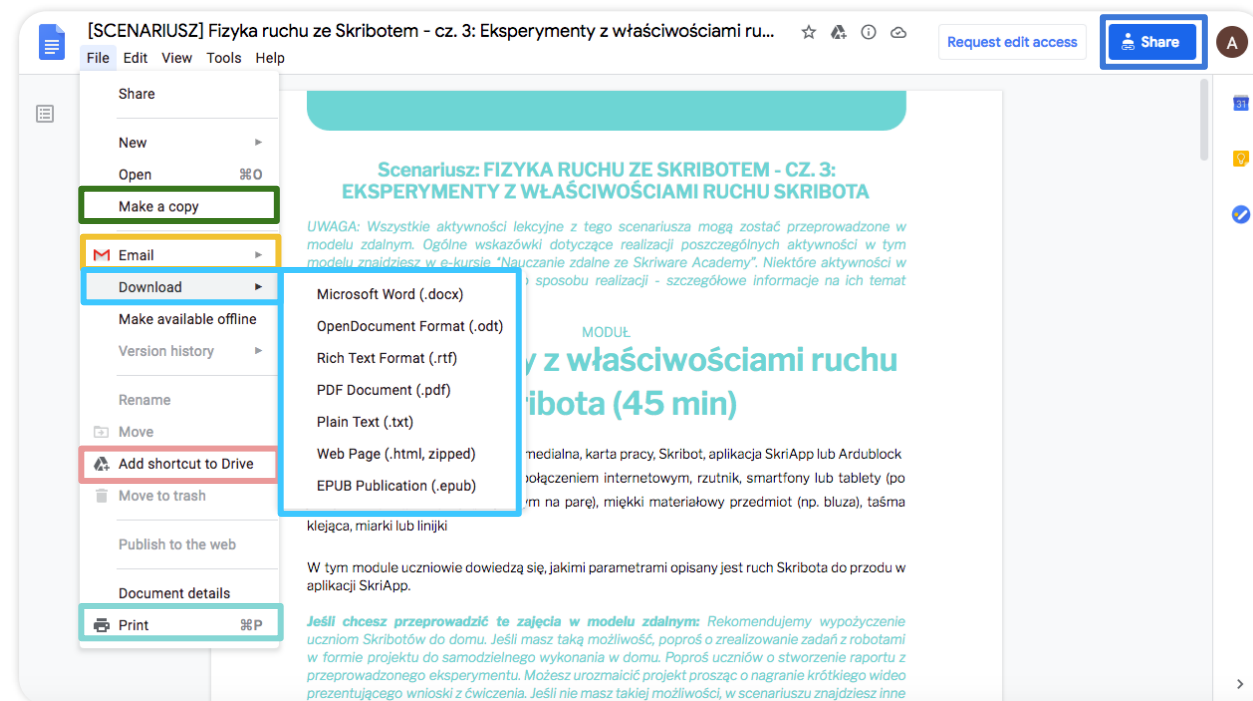 [SCENARIUSZ] Fizyka ruchu ze Skribotem - cz. 3: Eksperymenty z właściwościami ru...
File Edit View Tools Help
Request edit access
Share
A
31
Share
New
Open ⌘O
Make a copy
Email
Download
Make available offline
Version history
Rename
Move
Add shortcut to Drive
Move to trash
Publish to the web
Document details
Print ⌘P
Microsoft Word (.docx)
OpenDocument Format (.odt)
Rich Text Format (.rtf)
PDF Document (.pdf)
Plain Text (.txt)
Web Page (.html, zipped)
EPUB Publication (.epub)
Scenariusz: FIZYKA RUCHU ZE SKRIBOTEM - CZ. 3:
EKSPERYMENTY Z WŁAŚCIWOŚCIAMI RUCHU SKRIBOTA
UWAGA: Wszystkie aktywności lekcyjne z tego scenariusza mogą zostać przeprowadzone w
modelu zdalnym. Ogólne wskazówki dotyczące realizacji poszczególnych aktywności w tym
modelu znajdziesz w e-kursie "Nauczanie zdalne ze Skriware Academy". Niektóre aktywności w
sposobu realizacji - szczegółowe informacje na ich temat
MODUŁ
y z właściwościami ruchu
ribota (45 min)
medialna, karta pracy, Skribot, aplikacja SkriApp lub Ardublock
połączeniem internetowym, rzutnik, smartfony lub tablety (po
ym na parę), miękki materiałowy przedmiot (np. bluza), taśma
klejąca, miarki lub linijki
W tym module uczniowie dowiedzą się, jakimi parametrami opisany jest ruch Skribota do przodu w
aplikacji SkriApp.
Jeśli chcesz przeprowadzić te zajęcia w modelu zdalnym: Rekomendujemy wypożyczenie
uczniom Skribotów do domu. Jeśli masz taką możliwość, poproś o zrealizowanie zadań z robotami
w formie projektu do samodzielnego wykonania w domu. Poproś uczniów o stworzenie raportu z
przeprowadzonego eksperymentu. Możesz urozmaicić projekt prosząc o nagranie krótkiego wideo
prezentującego wnioski z ćwiczenia. Jeśli nie masz takiej możliwości, w scenariuszu znajdziesz inne